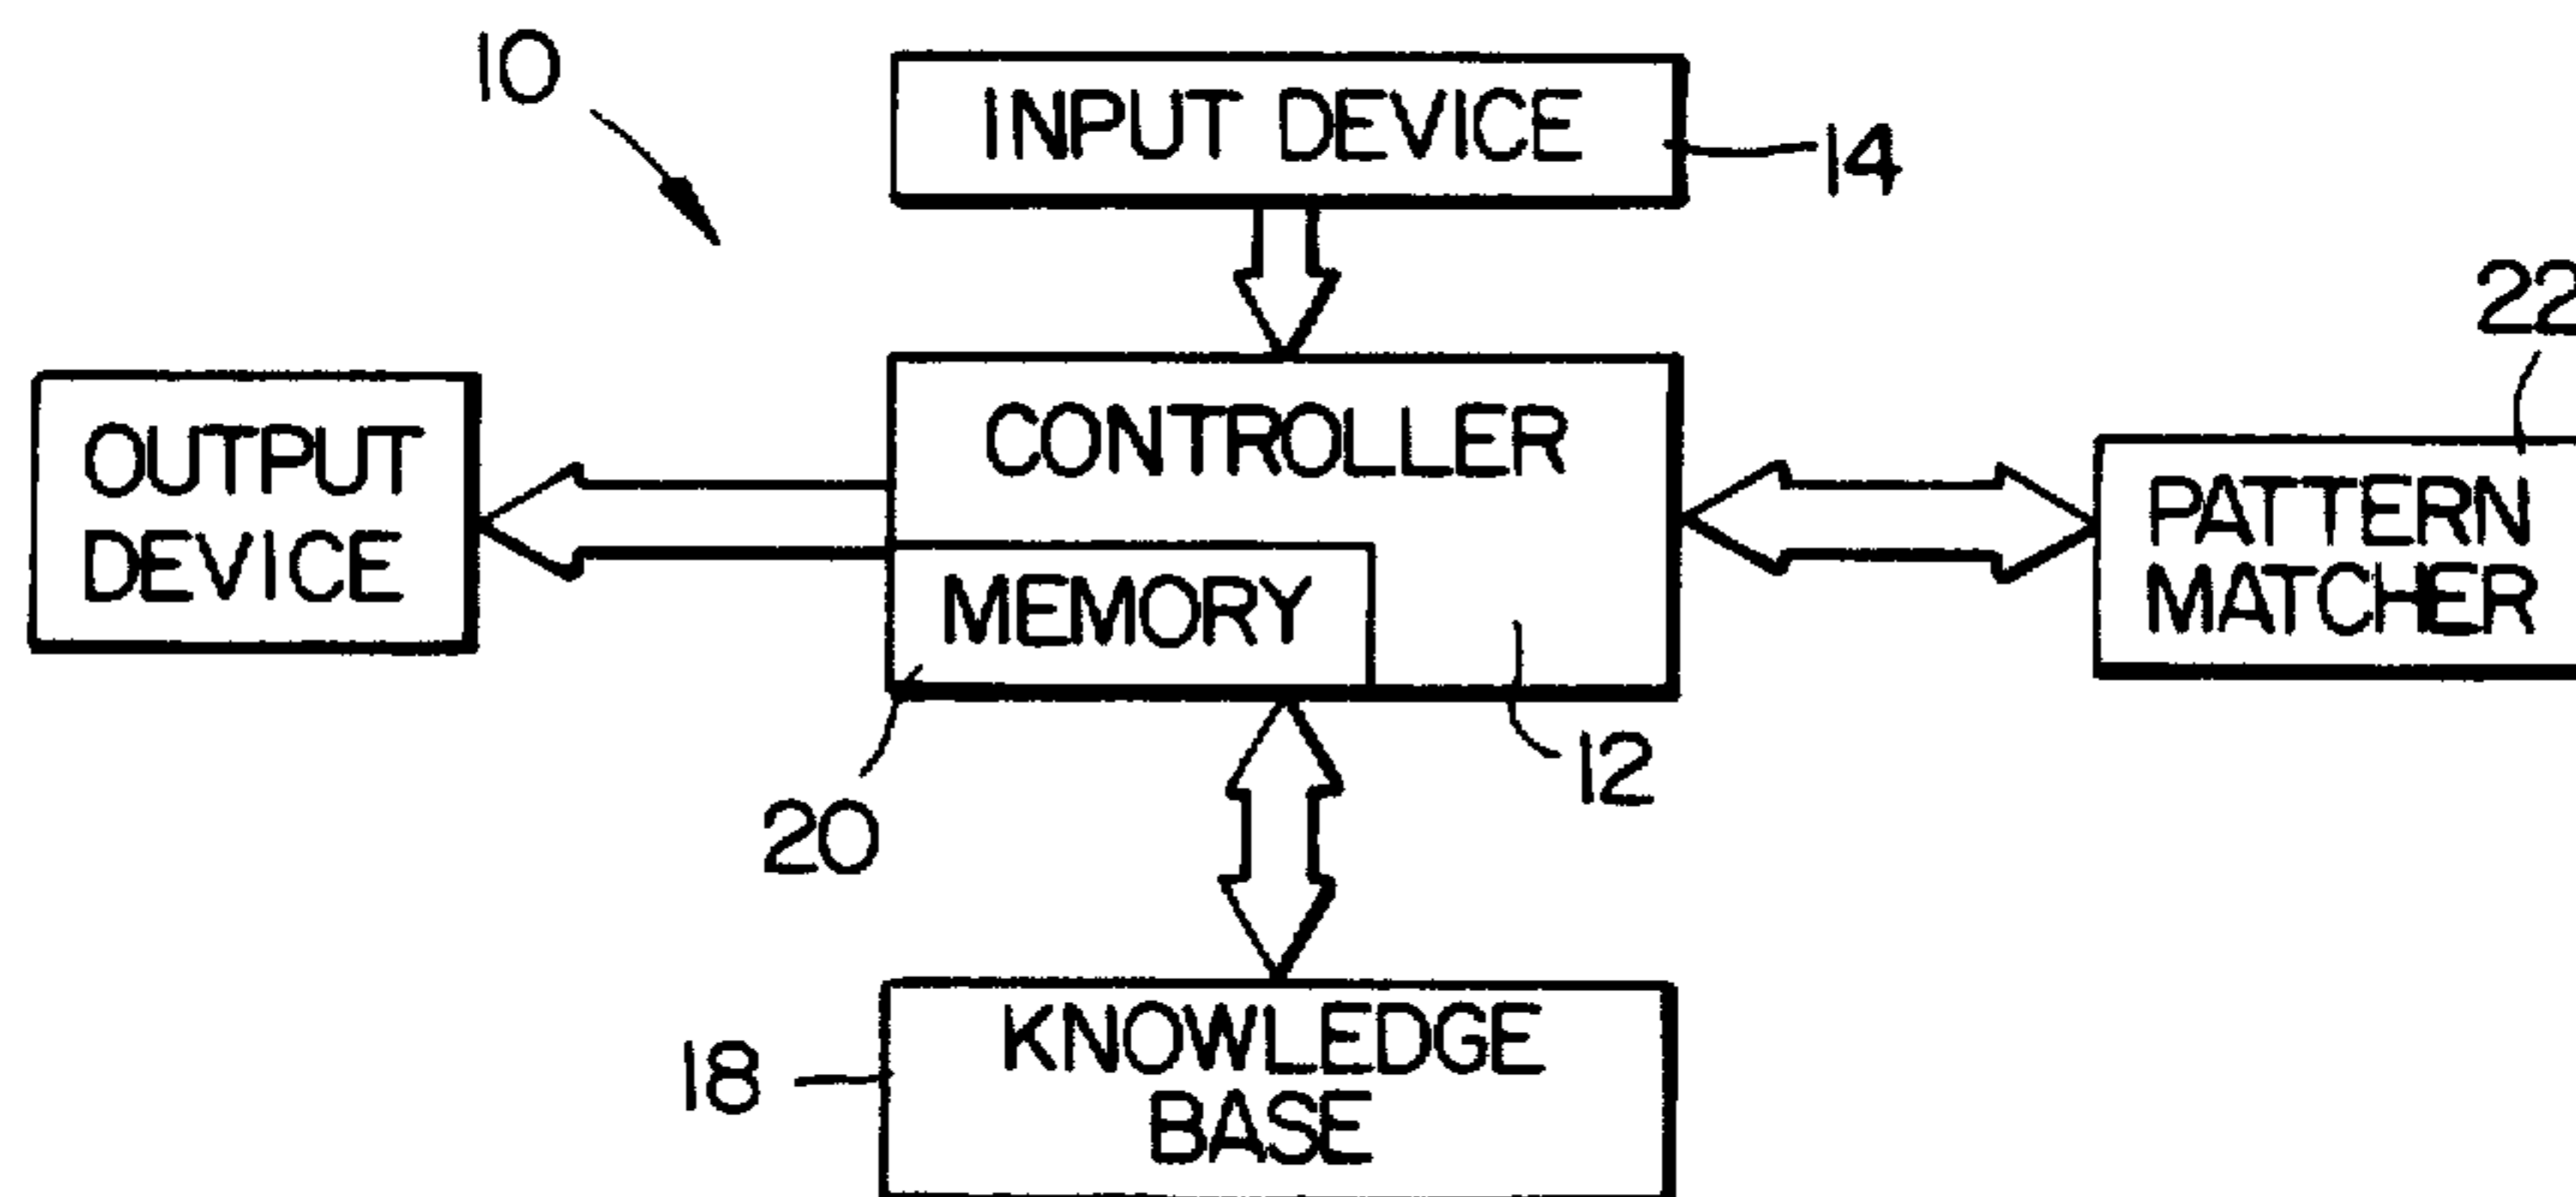 10
INPUT DEVICE
14
22
OUTPUT
DEVICE
CONTROLLER
PATTERN
MATCHER
MEMORY
12
20
18
KNOWLEDGE
BASE